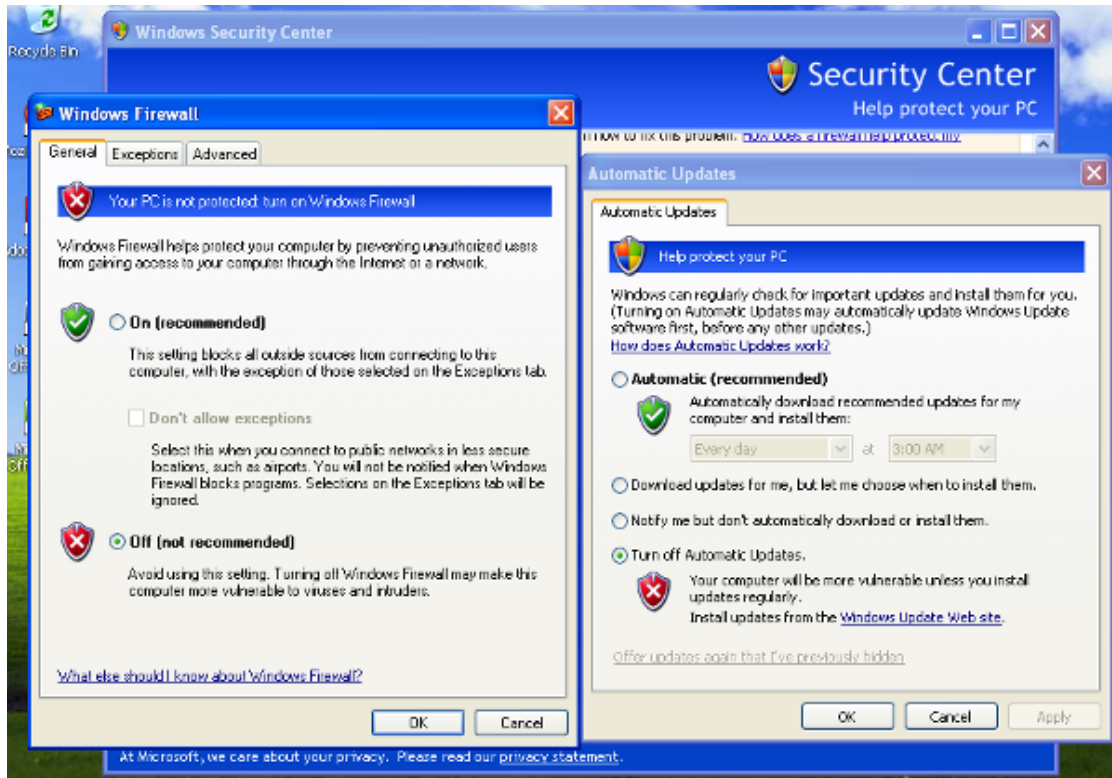 Recycle Bin
Windows Security Center
Security Center
Help protect your PC
how to fix this problem. How does a firewall help protect my
Windows Firewall
General
Exceptions
Advanced
Your PC is not protected: turn on Windows Firewall
Windows Firewall helps protect your computer by preventing unauthorized users
from gaining access to your computer through the Internet or a network.
On (recommended)
This setting blocks all outside sources from connecting to this
computer, with the exception of those selected on the Exceptions tab.
Don't allow exceptions
Select this when you connect to public networks in less secure
locations, such as airports. You will not be notified when Windows
Firewall blocks programs. Selections on the Exceptions tab will be
ignored.
Off (not recommended)
Avoid using this setting. Turning off Windows Firewall may make this
computer more vulnerable to viruses and intruders.
What else should I know about Windows Firewall?
OK
Cancel
Automatic Updates
Automatic Updates
Help protect your PC
Windows can regularly check for important updates and install them for you.
(Turning on Automatic Updates may automatically update Windows Update
software first, before any other updates.)
How does Automatic Updates work?
Automatic (recommended)
Automatically download recommended updates for my
computer and install them:
Every day at 3:00 AM
Download updates for me, but let me choose when to install them.
Notify me but don't automatically download or install them.
Turn off Automatic Updates.
Your computer will be more vulnerable unless you install
updates regularly.
Install updates from the Windows Update Web site.
Offer updates again that I've previously hidden
OK
Cancel
Apply
At Microsoft, we care about your privacy. Please read our privacy statement.